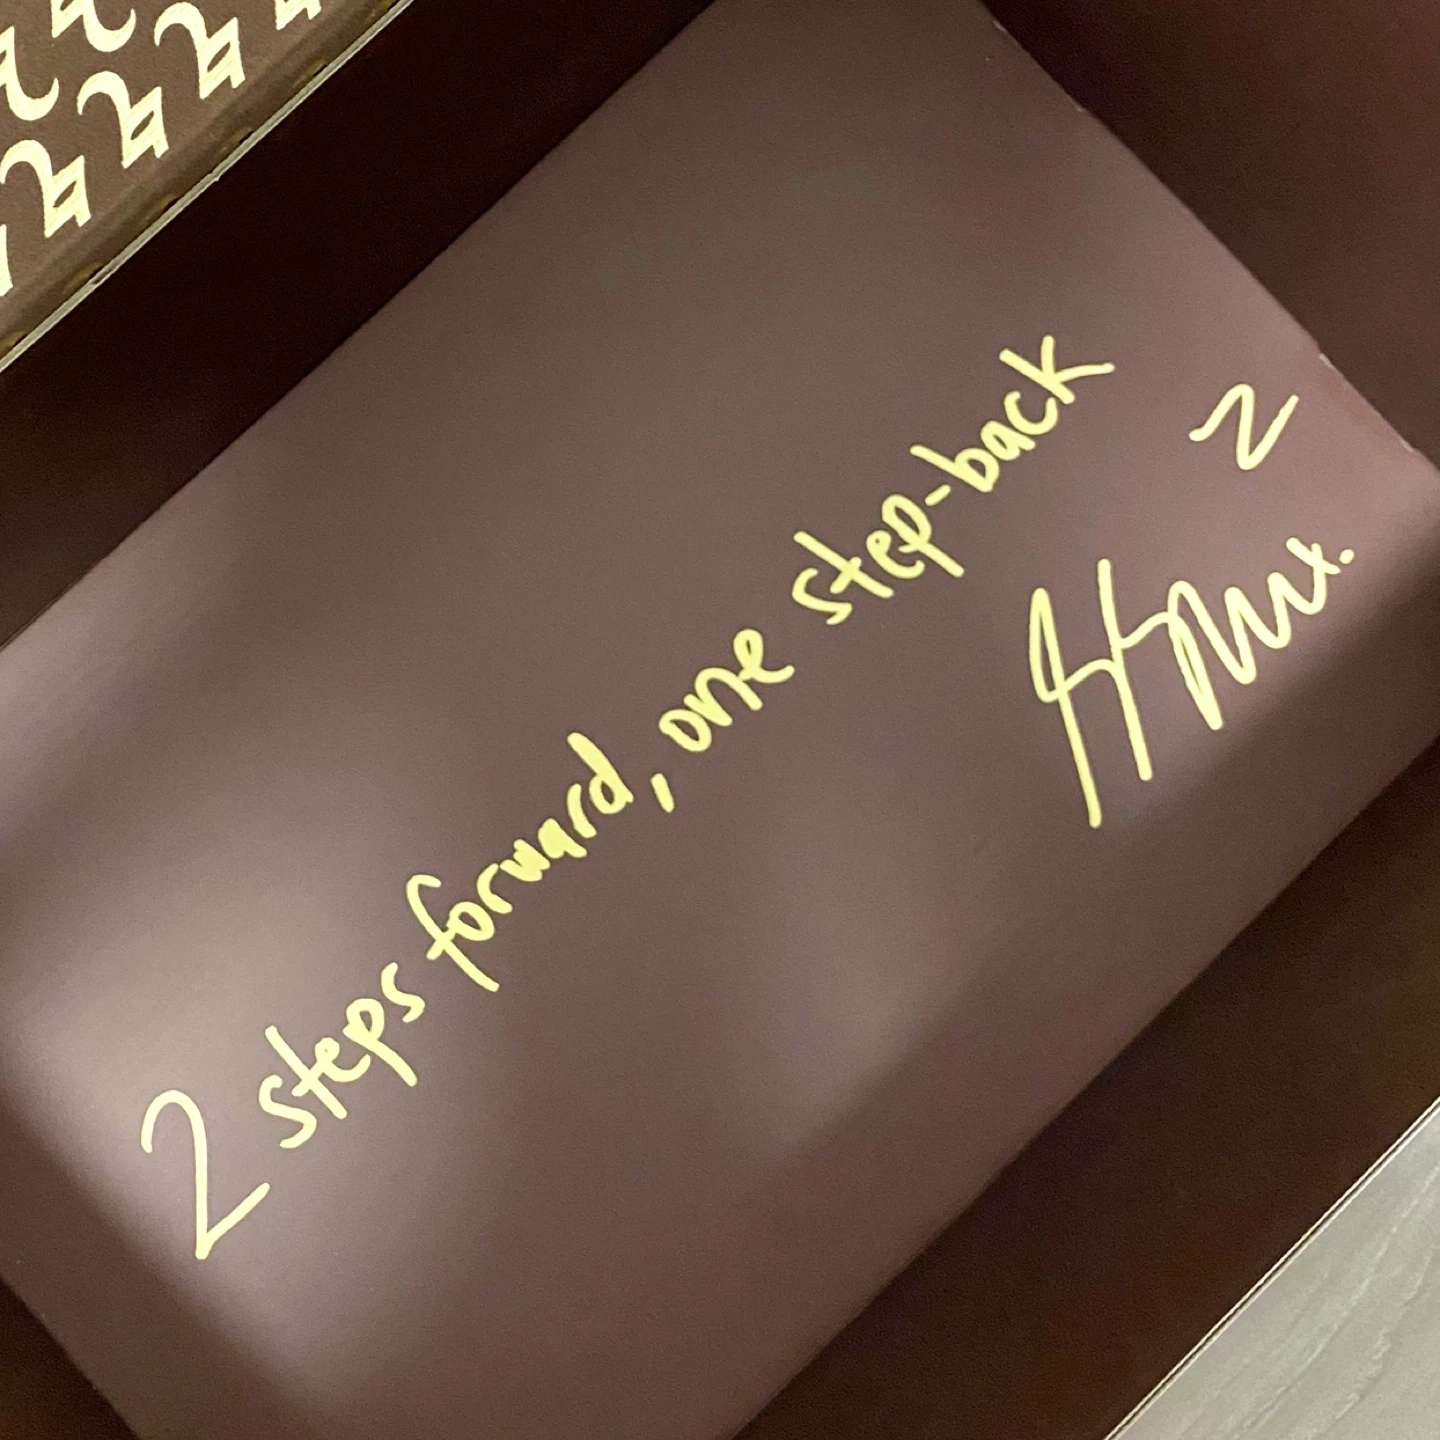 2 steps forward, one step-back